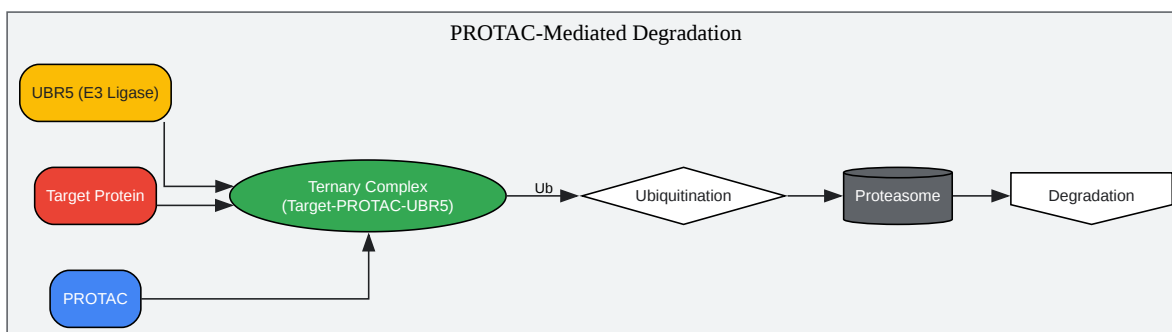 PROTAC-Mediated Degradation
UBR5 (E3 Ligase)
Target Protein
PROTAC
Ternary Complex
(Target-PROTAC-UBR5)
Ub
Ubiquitination
Proteasome
Degradation